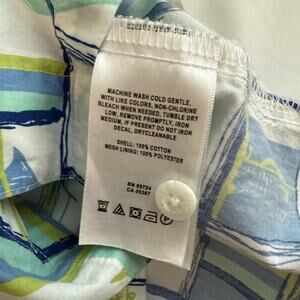 MACHINE WASH COLD GENTLE,
WITH LIKE COLORS, NON-CHLORINE
BLEACH WHEN NEEDED, TUMBLE DRY
LOW, REMOVE PROMPTLY, IRON
MEDIUM, IF PRESENT DO NOT IRON
DECAL, DRYCLEANABLE
SHELL: 100% COTTON
MESH LINING: 100% POLYESTER
RN 69724
CA 05367